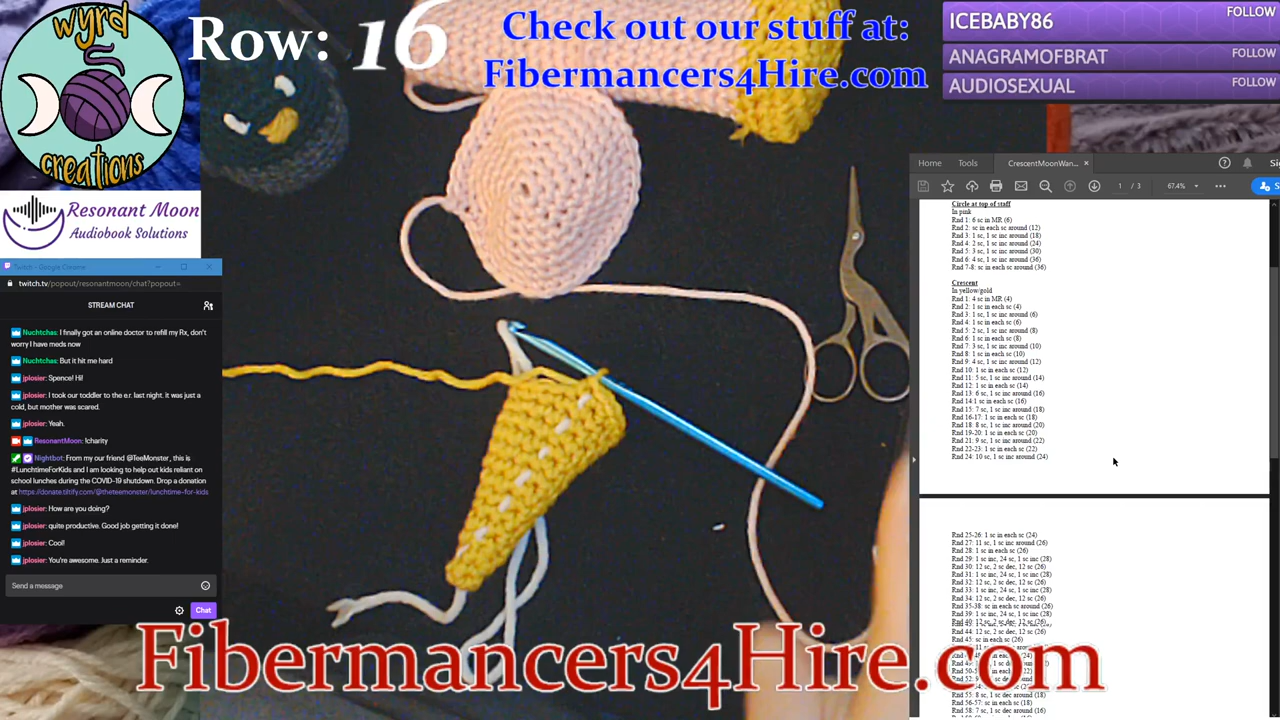 wyrd
creations
Resonant Moon
Audiobook Solutions
Row: 16
Check out our stuff at:
Fibermancers4Hire.com
ICEBABY86
FOLLOW
ANAGRAMOFBRAT
FOLLOW
AUDIOSEXUAL
FOLLOW
twitch.tv/popout/resonantmoon/chat?popout=
STREAM CHAT
Nuchtchas: I finally got an online doctor to refill my Rx, don't
worry I have meds now
Nuchtchas: But it hit me hard
jplosier: Spence! Hi!
jplosier: I took our toddler to the e.r. last night. it was just a
cold, but mother was scared.
jplosier: Yeah.
ResonantMoon: !charity
Nightbot: From my our friend @TeeMonster , this is
#LunchtimeForKids and I am looking to help out kids reliant on
school lunches during the COVID-19 shutdown. Drop a donation
at https://donate.tiltify.com/@theteemonster/lunchtime-for-kids
jplosier: How are you doing?
jplosier: quite productive. Good job getting it done!
jplosier: Cool!
jplosier: You're awesome. Just a reminder.
Send a message
Chat
Home
Tools
CrescentMoonWan...
1 / 3
67.4%
Circle at top of staff
In pink
Rnd 1: 6 sc in MR (6)
Rnd 2: sc in each sc around (12)
Rnd 3: 1 sc, 1 sc inc around (18)
Rnd 4: 2 sc, 1 sc inc around (24)
Rnd 5: 3 sc, 1 sc inc around (30)
Rnd 6: 4 sc, 1 sc inc around (36)
Rnd 7-8: sc in each sc around (36)
Crescent
In yellow/gold
Rnd 1: 4 sc in MR (4)
Rnd 2: 1 sc in each sc (4)
Rnd 3: 1 sc, 1 sc inc around (6)
Rnd 4: 1 sc in each sc (6)
Rnd 5: 2 sc, 1 sc inc around (8)
Rnd 6: 1 sc in each sc (8)
Rnd 7: 3 sc, 1 sc inc around (10)
Rnd 8: 1 sc in each sc (10)
Rnd 9: 4 sc, 1 sc inc around (12)
Rnd 10: 1 sc in each sc (12)
Rnd 11: 5 sc, 1 sc inc around (14)
Rnd 12: 1 sc in each sc (14)
Rnd 13: 6 sc, 1 sc inc around (16)
Rnd 14:1 sc in each sc (16)
Rnd 15: 7 sc, 1 sc inc around (18)
Rnd 16-17: 1 sc in each sc (18)
Rnd 18: 8 sc, 1 sc inc around (20)
Rnd 19-20: 1 sc in each sc (20)
Rnd 21: 9 sc, 1 sc inc around (22)
Rnd 22-23: 1 sc in each sc (22)
Rnd 24: 10 sc, 1 sc inc around (24)
Rnd 25-26: 1 sc in each sc (24)
Rnd 27: 11 sc, 1 sc inc around (26)
Rnd 28: 1 sc in each sc (26)
Rnd 29: 1 sc inc, 24 sc, 1 sc inc (28)
Rnd 30: 12 sc, 2 sc dec, 12 sc (26)
Rnd 31: 1 sc inc, 24 sc, 1 sc inc (28)
Rnd 32: 12 sc, 2 sc dec, 12 sc (26)
Rnd 33: 1 sc inc, 24 sc, 1 sc inc (28)
Rnd 34: 12 sc, 2 sc dec, 12 sc (26)
Rnd 35-38: sc in each sc around (26)
Rnd 39: 1 sc inc, 24 sc, 1 sc inc (28)
Rnd 40: 12 sc, 2 sc dec, 12 sc (26)
Rnd 44: 12 sc, 2 sc dec, 12 sc (26)
Rnd 45: sc in each sc (26)
Rnd 55: 8 sc, 1 sc dec around (18)
Rnd 56-57: sc in each sc (18)
Rnd 58: 7 sc, 1 sc dec around (16)
Fibermancers4Hire.com